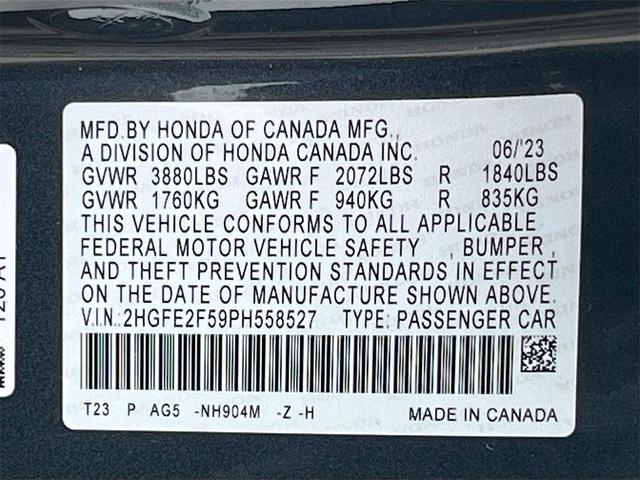 MFD.BY HONDA OF CANADA MFG.,
A DIVISION OF HONDA CANADA INC. 06/'23
GVWR 3880LBS GAWR F 2072LBS R 1840LBS
GVWR 1760KG GAWR F 940KG R 835KG
THIS VEHICLE CONFORMS TO ALL APPLICABLE
FEDERAL MOTOR VEHICLE SAFETY , BUMPER ,
AND THEFT PREVENTION STANDARDS IN EFFECT
ON THE DATE OF MANUFACTURE SHOWN ABOVE.
V.I.N.:2HGFE2F59PH558527 TYPE: PASSENGER CAR
T23 P AG5 -NH904M -Z -H MADE IN CANADA